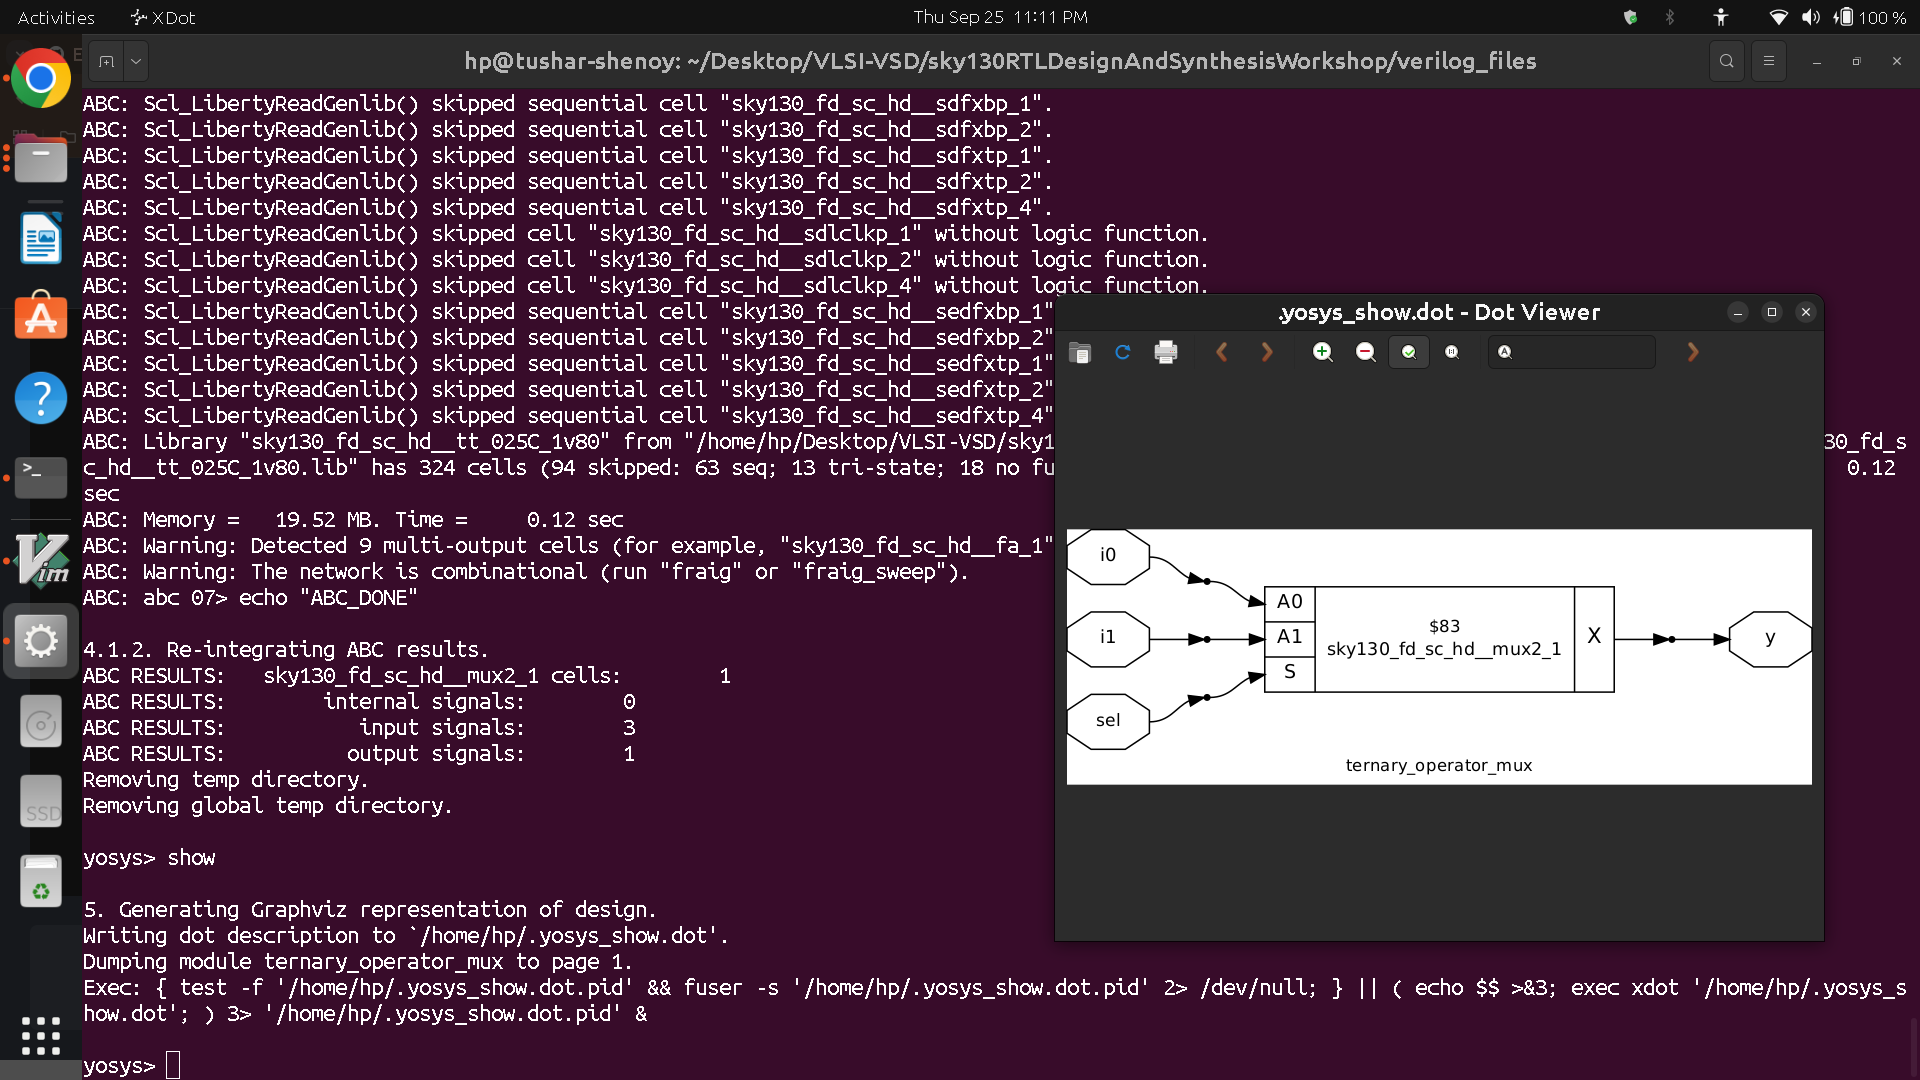 Activities
XDot
Thu Sep 25 11:11 PM
100 %
hp@tushar-shenoy: ~/Desktop/VLSI-VSD/sky130RTLDesignAndSynthesisWorkshop/verilog_files
ABC: Scl_LibertyReadGenlib() skipped sequential cell "sky130_fd_sc_hd__sdfxbp_1".
ABC: Scl_LibertyReadGenlib() skipped sequential cell "sky130_fd_sc_hd__sdfxbp_2".
ABC: Scl_LibertyReadGenlib() skipped sequential cell "sky130_fd_sc_hd__sdfxtp_1".
ABC: Scl_LibertyReadGenlib() skipped sequential cell "sky130_fd_sc_hd__sdfxtp_2".
ABC: Scl_LibertyReadGenlib() skipped sequential cell "sky130_fd_sc_hd__sdfxtp_4".
ABC: Scl_LibertyReadGenlib() skipped cell "sky130_fd_sc_hd__sdlclkp_1" without logic function.
ABC: Scl_LibertyReadGenlib() skipped cell "sky130_fd_sc_hd__sdlclkp_2" without logic function.
ABC: Scl_LibertyReadGenlib() skipped cell "sky130_fd_sc_hd__sdlclkp_4" without logic function.
ABC: Scl_LibertyReadGenlib() skipped sequential cell "sky130_fd_sc_hd__sedfxbp_1"
ABC: Scl_LibertyReadGenlib() skipped sequential cell "sky130_fd_sc_hd__sedfxbp_2"
ABC: Scl_LibertyReadGenlib() skipped sequential cell "sky130_fd_sc_hd__sedfxtp_1"
ABC: Scl_LibertyReadGenlib() skipped sequential cell "sky130_fd_sc_hd__sedfxtp_2"
ABC: Scl_LibertyReadGenlib() skipped sequential cell "sky130_fd_sc_hd__sedfxtp_4"
ABC: Library "sky130_fd_sc_hd__tt_025C_1v80" from "/home/hp/Desktop/VLSI-VSD/sky1 30_fd_s
c_hd__tt_025C_1v80.lib" has 324 cells (94 skipped: 63 seq; 13 tri-state; 18 no fu 0.12
sec
ABC: Memory = 19.52 MB. Time = 0.12 sec
ABC: Warning: Detected 9 multi-output cells (for example, "sky130_fd_sc_hd__fa_1"
ABC: Warning: The network is combinational (run "fraig" or "fraig_sweep").
ABC: abc 07> echo "ABC_DONE"
4.1.2. Re-integrating ABC results.
ABC RESULTS: sky130_fd_sc_hd__mux2_1 cells: 1
ABC RESULTS: internal signals: 0
ABC RESULTS: input signals: 3
ABC RESULTS: output signals: 1
Removing temp directory.
Removing global temp directory.
yosys> show
5. Generating Graphviz representation of design.
Writing dot description to `/home/hp/.yosys_show.dot'.
Dumping module ternary_operator_mux to page 1.
Exec: { test -f '/home/hp/.yosys_show.dot.pid' && fuser -s '/home/hp/.yosys_show.dot.pid' 2> /dev/null; } || ( echo $$ >&3; exec xdot '/home/hp/.yosys_s
how.dot'; ) 3> '/home/hp/.yosys_show.dot.pid' &
yosys>
.yosys_show.dot - Dot Viewer
i0
i1
sel
A0
A1
S
$83
sky130_fd_sc_hd__mux2_1
X
y
ternary_operator_mux
Vim
SSD